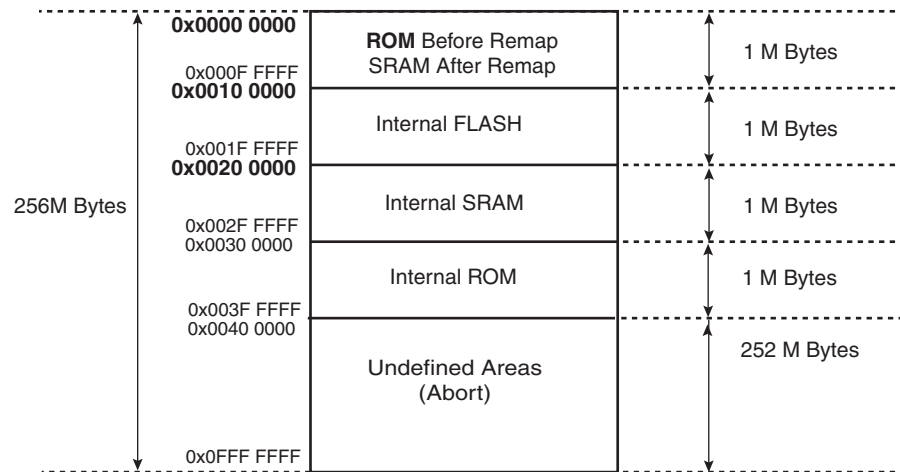 0x0000 0000
ROM Before Remap
SRAM After Remap
1 M Bytes
0x000F FFFF
0x0010 0000
Internal FLASH
1 M Bytes
0x001F FFFF
0x0020 0000
256M Bytes
Internal SRAM
1 M Bytes
0x002F FFFF
0x0030 0000
Internal ROM
1 M Bytes
0x003F FFFF
0x0040 0000
252 M Bytes
Undefined Areas
(Abort)
0x0FFF FFFF